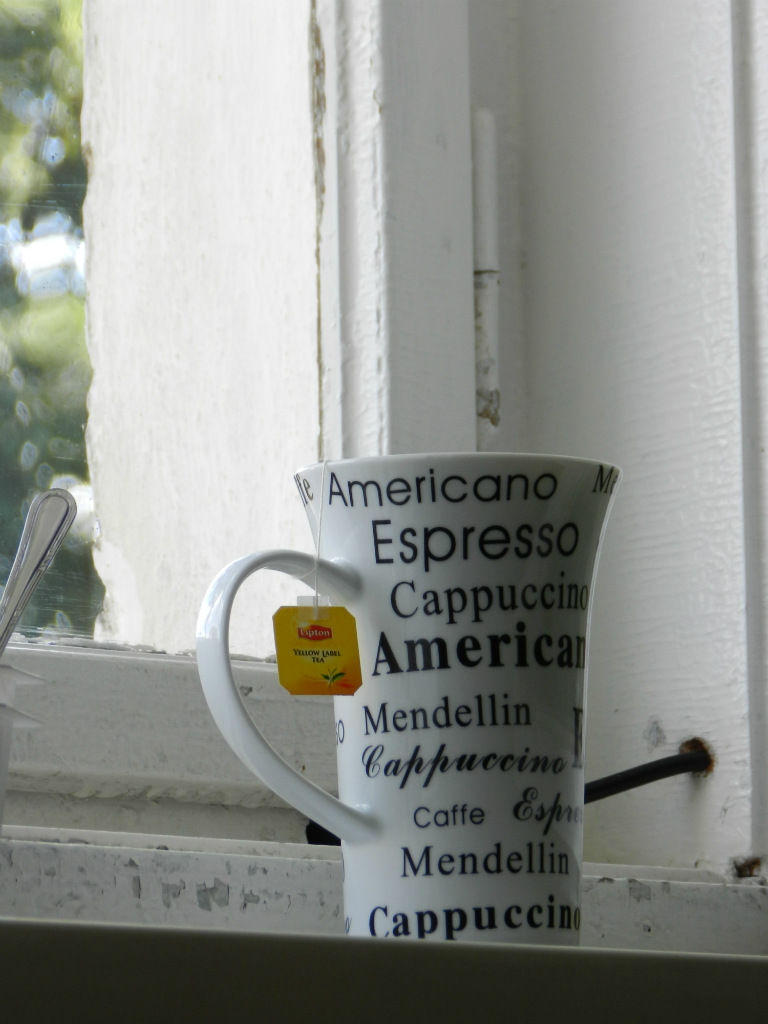 Americano
Espresso
Cappuccino
American
Mendellin
Cappuccino
Caffe
Mendellin
Cappuccino
Lipton
YELLOW LABEL
TEA